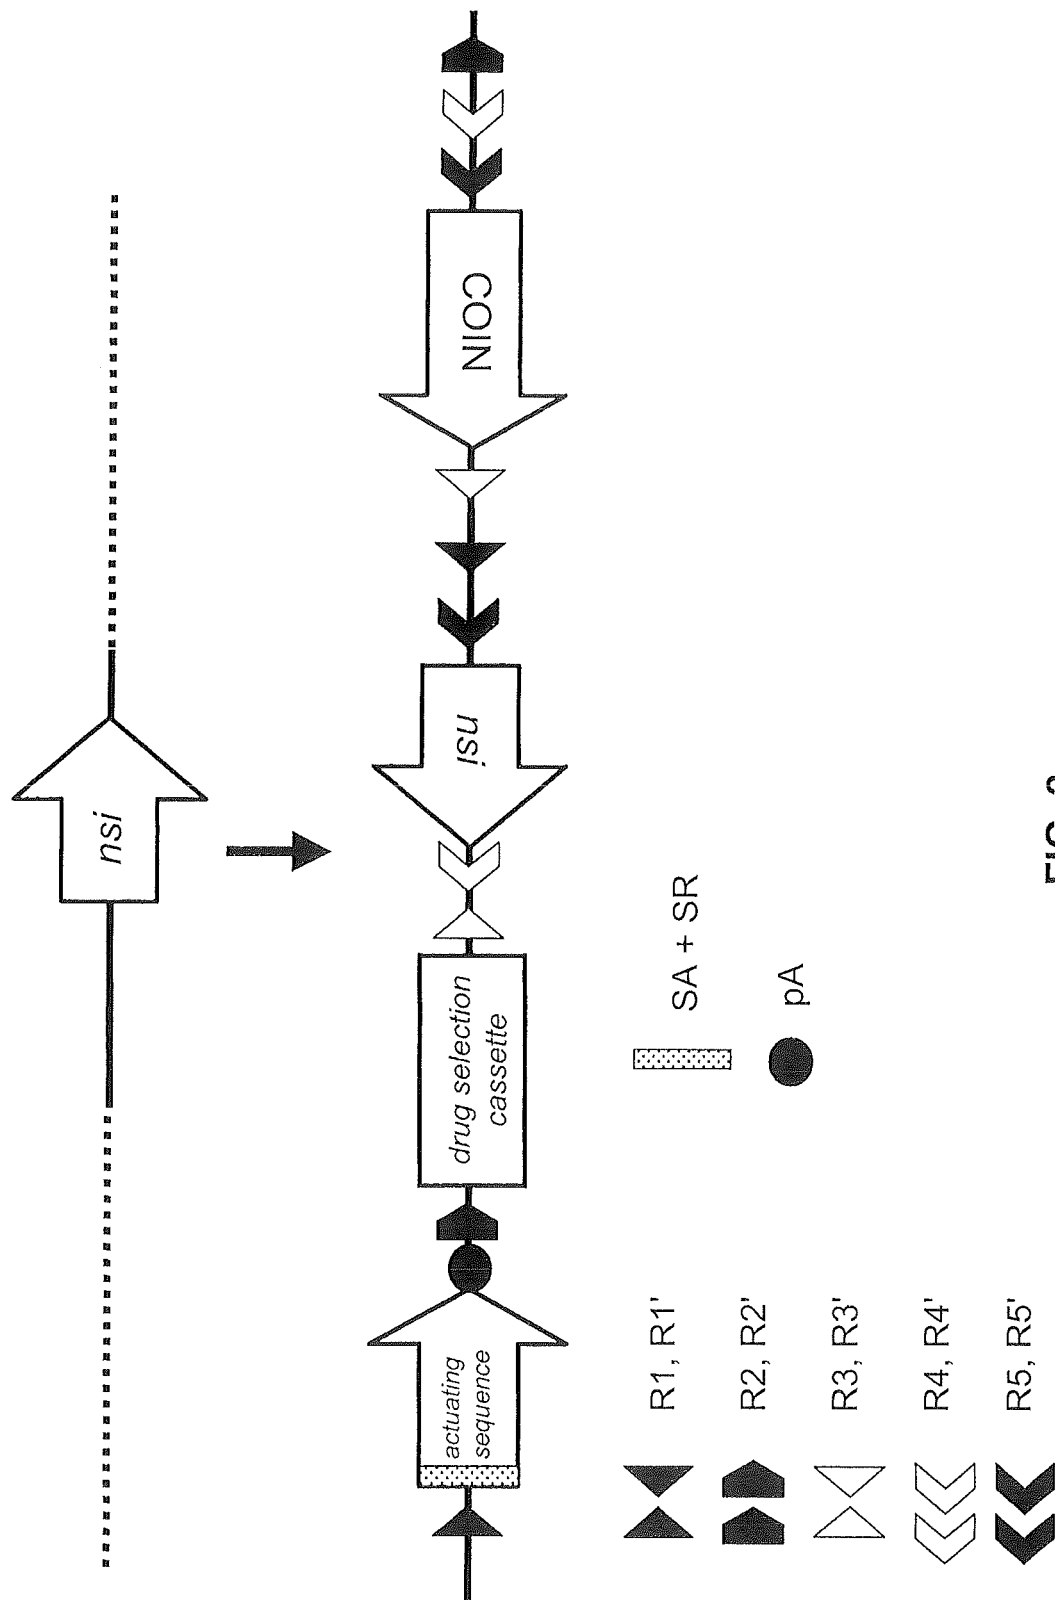 nsi
actuating
sequence
drug selection
cassette
nsi
COIN
R1, R1'
R2, R2'
R3, R3'
R4, R4'
R5, R5'
SA + SR
pA
FIG.